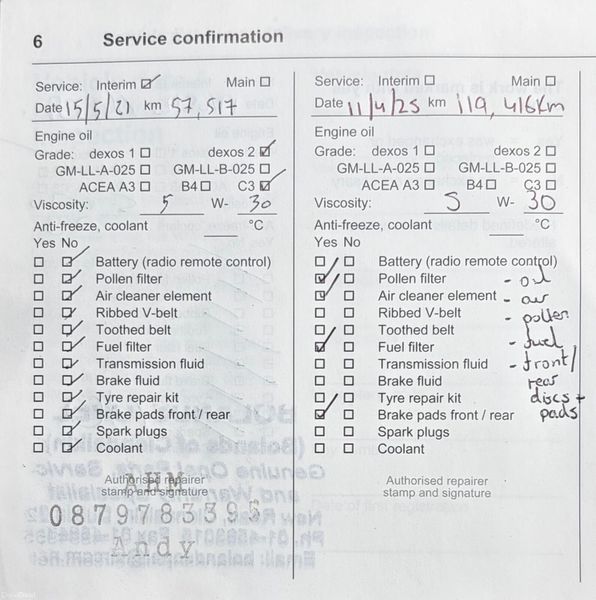 6 Service confirmation
Service: Interim ☑ Main ☐
Date 15/5/21 km 57,517
Engine oil
Grade: dexos 1 ☐ dexos 2 ☑
GM-LL-A-025 ☐ GM-LL-B-025 ☐
ACEA A3 ☐ B4 ☐ C3 ☑
Viscosity: 5 W- 30
Anti-freeze, coolant °C
Yes No
☐ ☑ Battery (radio remote control)
☐ ☑ Pollen filter
☐ ☑ Air cleaner element
☐ ☑ Ribbed V-belt
☐ ☑ Toothed belt
☐ ☑ Fuel filter
☐ ☑ Transmission fluid
☐ ☑ Brake fluid
☐ ☑ Tyre repair kit
☐ ☑ Brake pads front / rear
☐ ☑ Spark plugs
☐ ☑ Coolant
Authorised repairer
stamp and signature
AHM
0879783395
Andy
Service: Interim ☐ Main ☐
Date 11/4/25 km 119,416Km
Engine oil
Grade: dexos 1 ☐ dexos 2 ☐
GM-LL-A-025 ☐ GM-LL-B-025 ☐
ACEA A3 ☐ B4 ☐ C3 ☐
Viscosity: 5 W- 30
Anti-freeze, coolant °C
Yes No
☐ ☐ Battery (radio remote control)
☑ ☐ Pollen filter - oil
☑ ☐ Air cleaner element - air
☐ ☐ Ribbed V-belt - pollen
☐ ☐ Toothed belt
☑ ☐ Fuel filter - fuel
☐ ☐ Transmission fluid - front/
☐ ☐ Brake fluid rear
☐ ☐ Tyre repair kit discs +
☑ ☐ Brake pads front / rear pads
☐ ☐ Spark plugs
☐ ☐ Coolant
Authorised repairer
stamp and signature